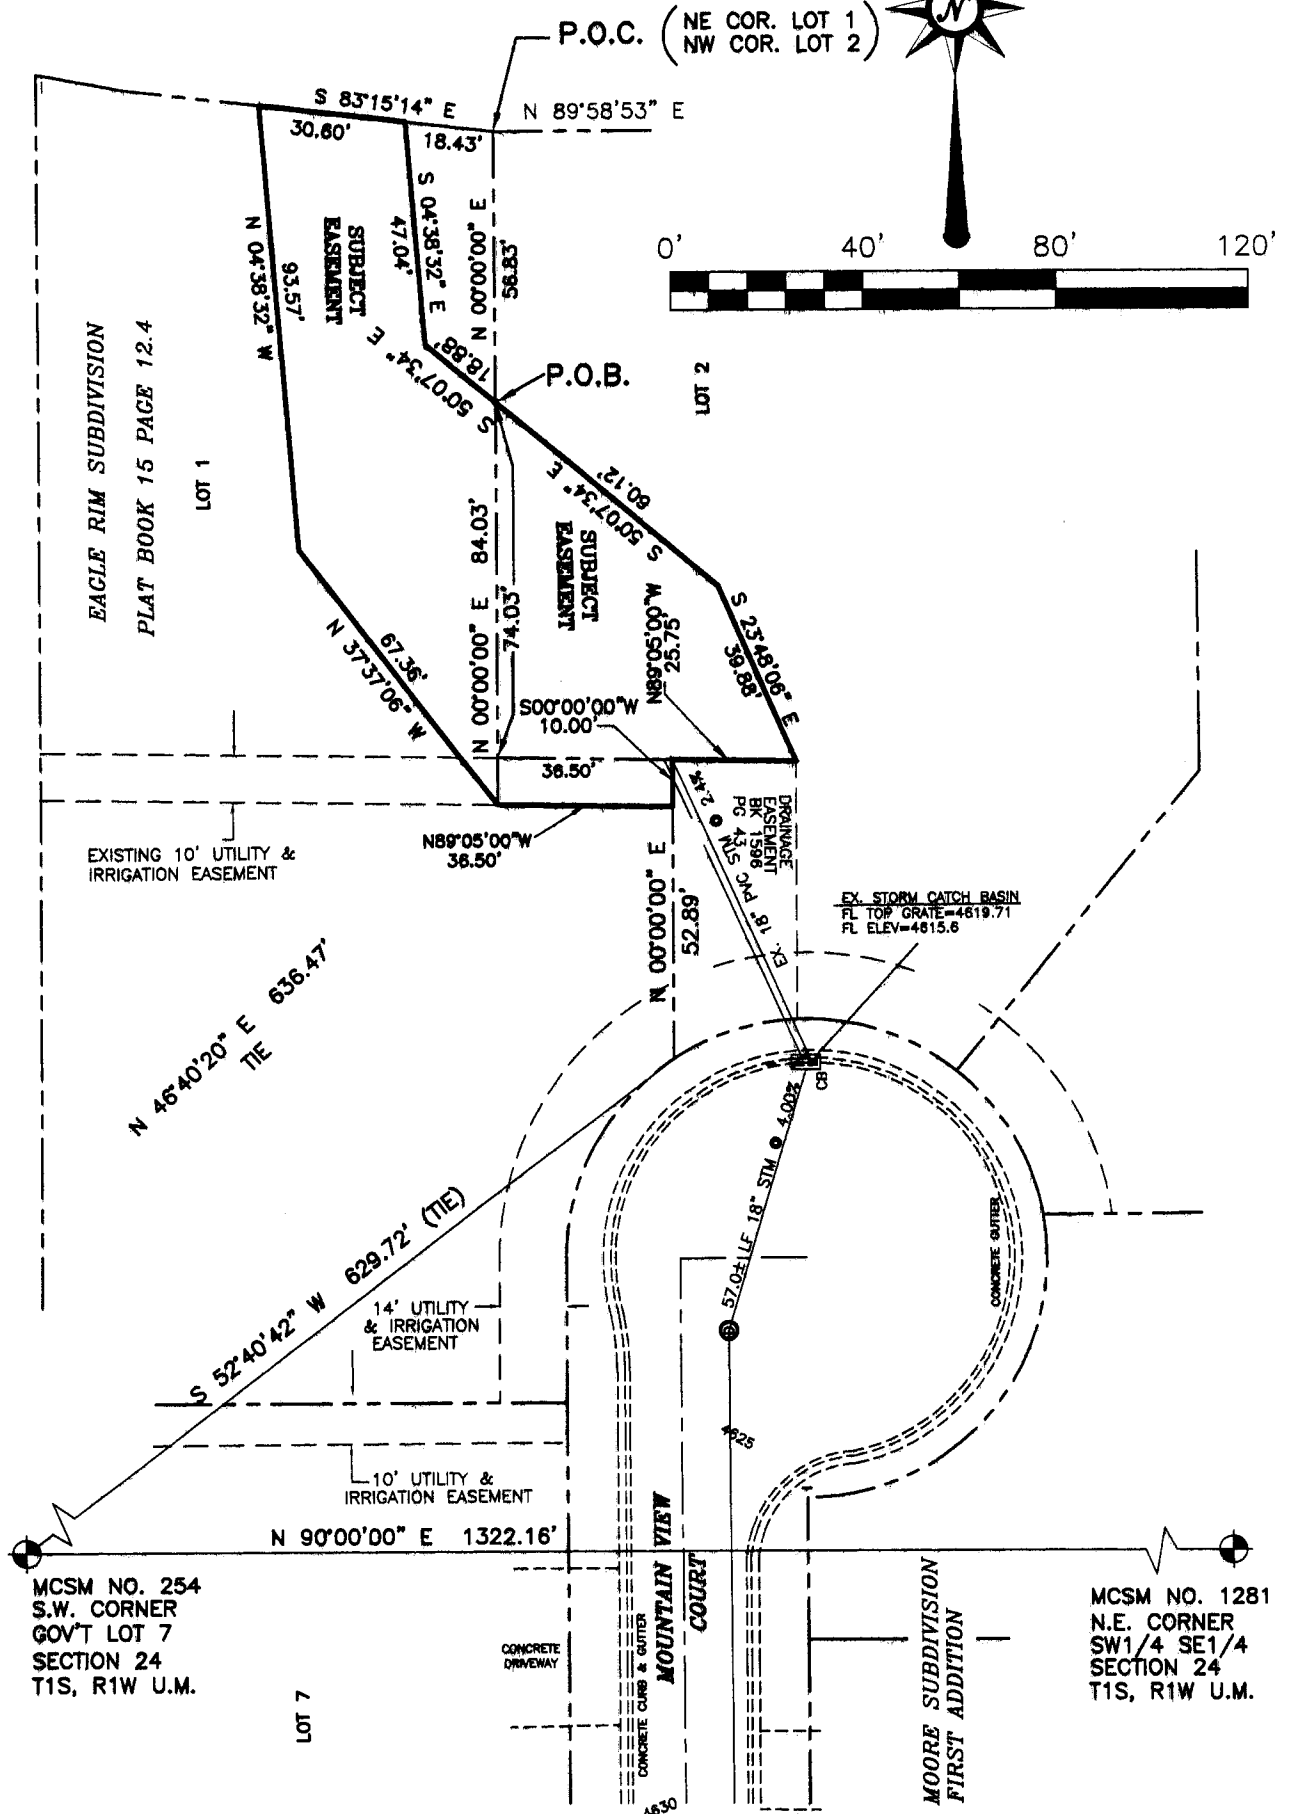 P.O.C.
NE COR. LOT 1
NW COR. LOT 2
N
S 83°15'14" E
30.60'
18.43'
N 89°58'53" E
0'
40'
80'
120'
S 04°38'32" E
47.04'
N 00°00'00" E
56.83'
SUBJECT
EASEMENT
N 04°38'32" W
93.57'
18.88'
S 50°07'34" E
P.O.B.
LOT 2
EAGLE RIM SUBDIVISION
PLAT BOOK 15 PAGE 12.4
LOT 1
60.12'
S 50°07'34" E
N 00°00'00" E 84.03'
74.03'
SUBJECT
EASEMENT
S 23°48'06" E
39.88'
N89°05'00"W
25.75'
67.36'
N 37°37'06" W
S00°00'00"W
10.00'
36.50'
N89°05'00"W
36.50'
EXISTING 10' UTILITY &
IRRIGATION EASEMENT
DRAINAGE
EASEMENT
BK 1596
PG 43
EX. 18" PVC STM @ 2.4%
N 00°00'00" E
52.89'
EX. STORM CATCH BASIN
FL TOP GRATE=4619.71
FL ELEV=4615.6
N 46°40'20" E 636.47'
TIE
CB
57.0± LF 18" STM @ 4.00%
CONCRETE GUTTER
S 52°40'42" W 629.72' (TIE)
14' UTILITY
& IRRIGATION
EASEMENT
4625
10' UTILITY &
IRRIGATION EASEMENT
N 90°00'00" E 1322.16'
MCSM NO. 254
S.W. CORNER
GOV'T LOT 7
SECTION 24
T1S, R1W U.M.
MCSM NO. 1281
N.E. CORNER
SW1/4 SE1/4
SECTION 24
T1S, R1W U.M.
MOUNTAIN VIEW
COURT
CONCRETE
DRIVEWAY
CONCRETE CURB & GUTTER
LOT 7
MOORE SUBDIVISION
FIRST ADDITION
4630